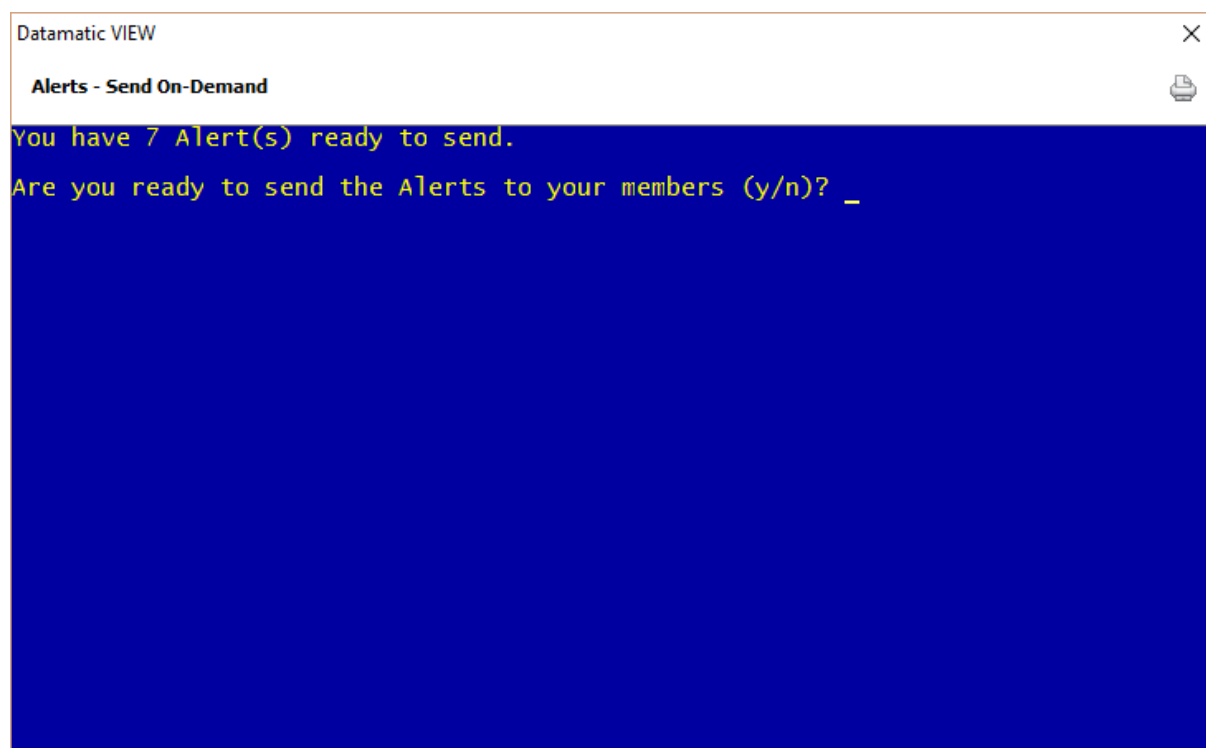 Datamatic VIEW
Alerts - Send On-Demand
You have 7 Alert(s) ready to send.
Are you ready to send the Alerts to your members (y/n)? _